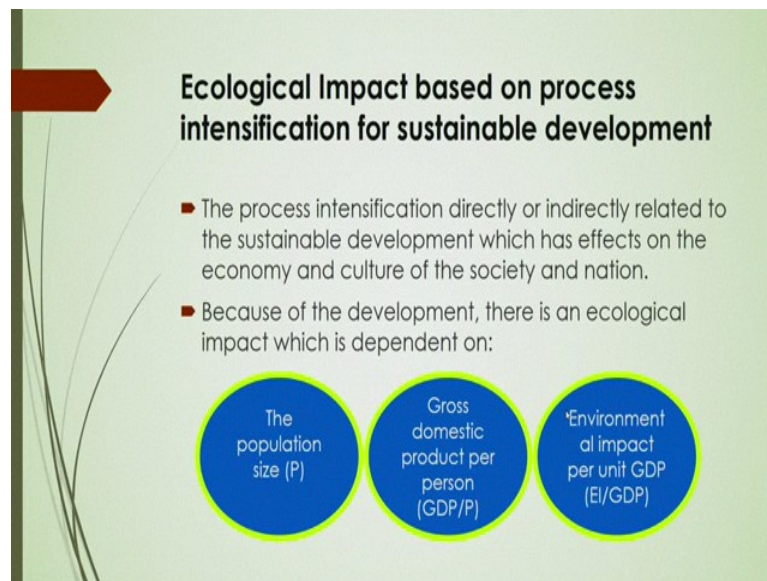 Ecological Impact based on process
intensification for sustainable development
The process intensification directly or indirectly related to
the sustainable development which has effects on the
economy and culture of the society and nation.
Because of the development, there is an ecological
impact which is dependent on:
The
population
size (P)
Gross
domestic
product per
person
(GDP/P)
Environment
al impact
per unit GDP
(EI/GDP)